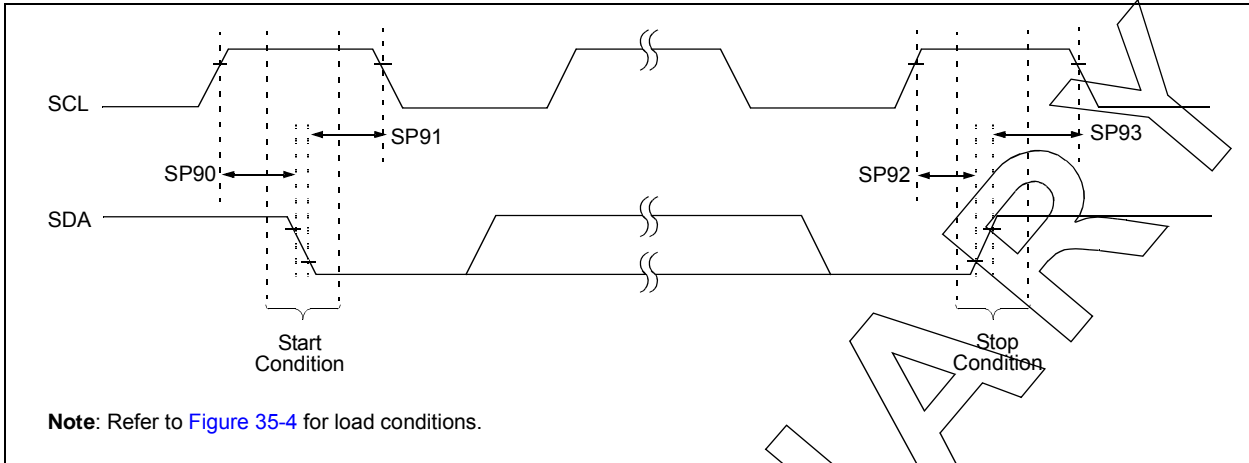 SCL
SP91
SP93
SP90
SP92
SDA
Start
Condition
Stop
Condition
Note: Refer to Figure 35-4 for load conditions.
A R Y